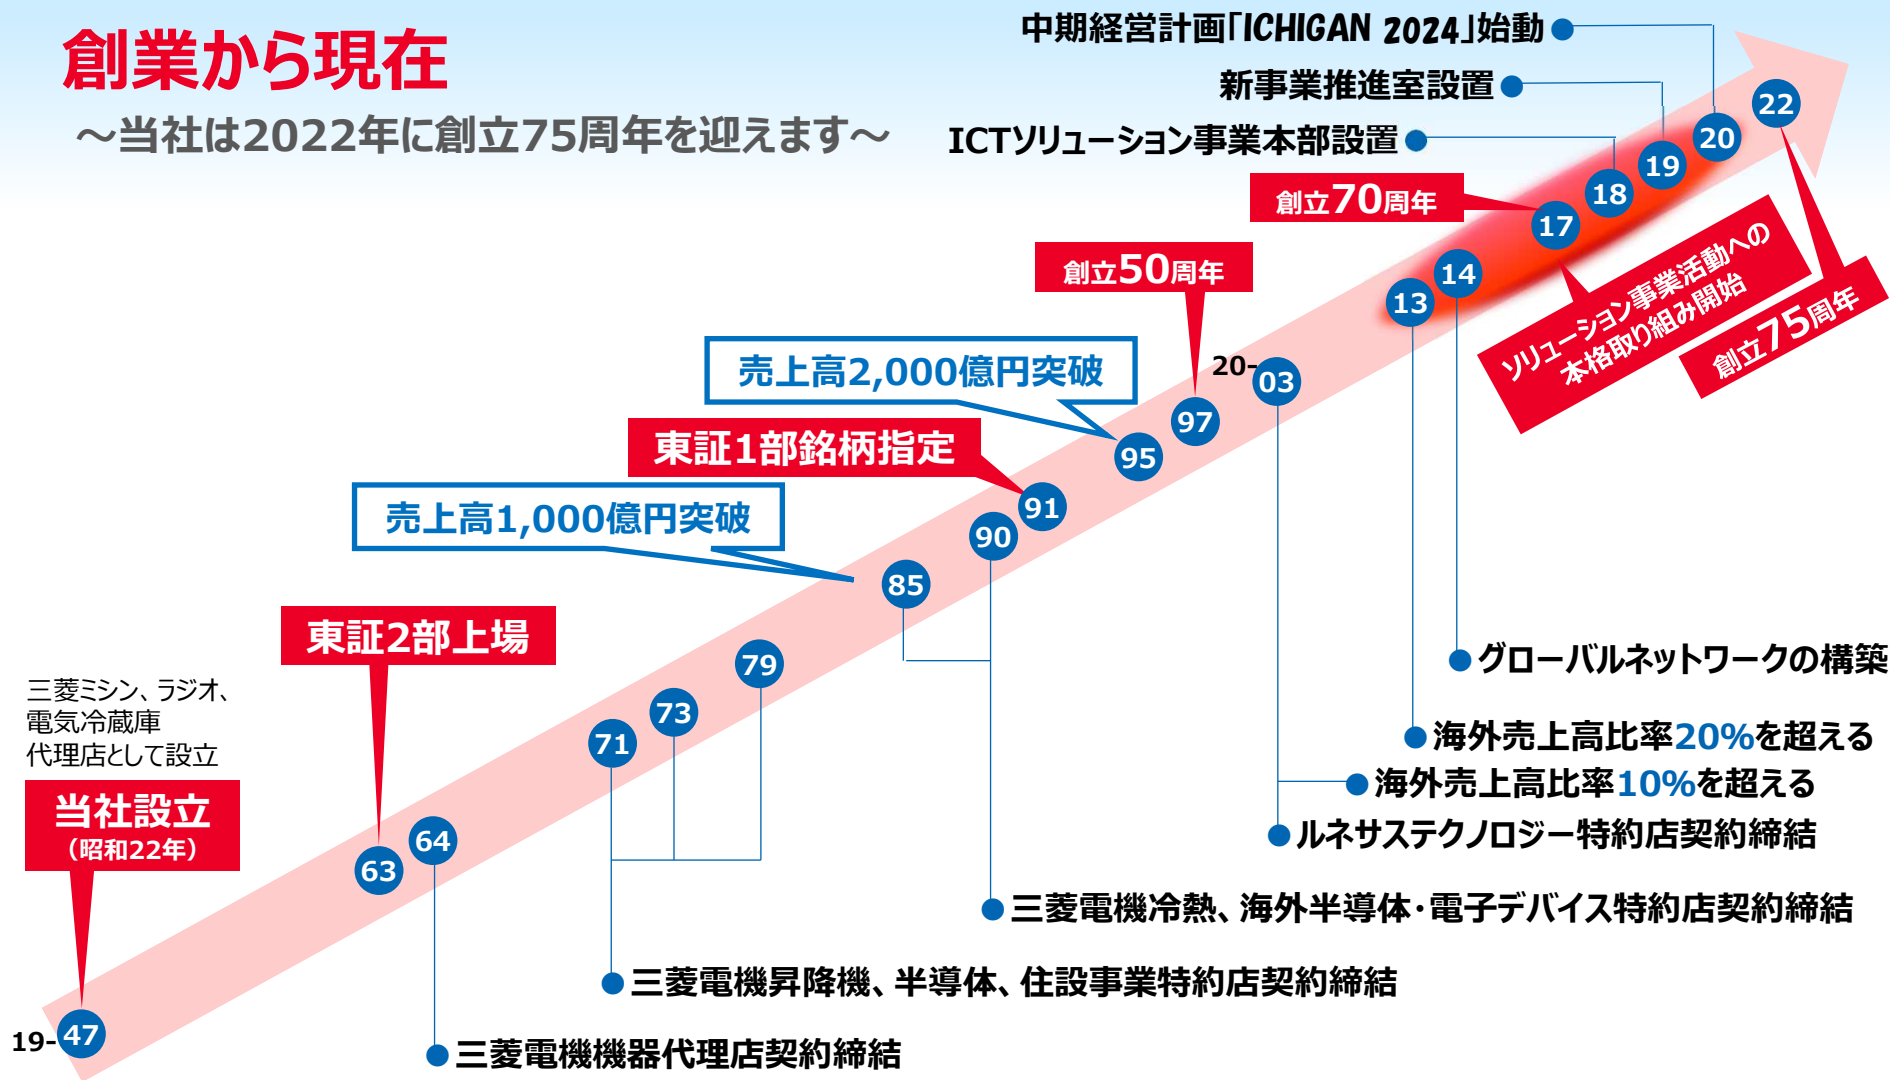 創業から現在
～当社は2022年に創立75周年を迎えます～
中期経営計画「ICHIGAN 2024」始動
新事業推進室設置
ICTソリューション事業本部設置
22
20
19
18
17
創立70周年
創立50周年
14
13
ソリューション事業活動への
本格取り組み開始
創立75周年
売上高2,000億円突破
20-
03
97
95
東証1部銘柄指定
91
売上高1,000億円突破
90
85
東証2部上場
79
73
71
三菱ミシン、ラジオ、
電気冷蔵庫
代理店として設立
当社設立
（昭和22年）
64
63
19-
47
グローバルネットワークの構築
海外売上高比率20%を超える
海外売上高比率10%を超える
ルネサステクノロジー特約店契約締結
三菱電機冷熱、海外半導体・電子デバイス特約店契約締結
三菱電機昇降機、半導体、住設事業特約店契約締結
三菱電機機器代理店契約締結